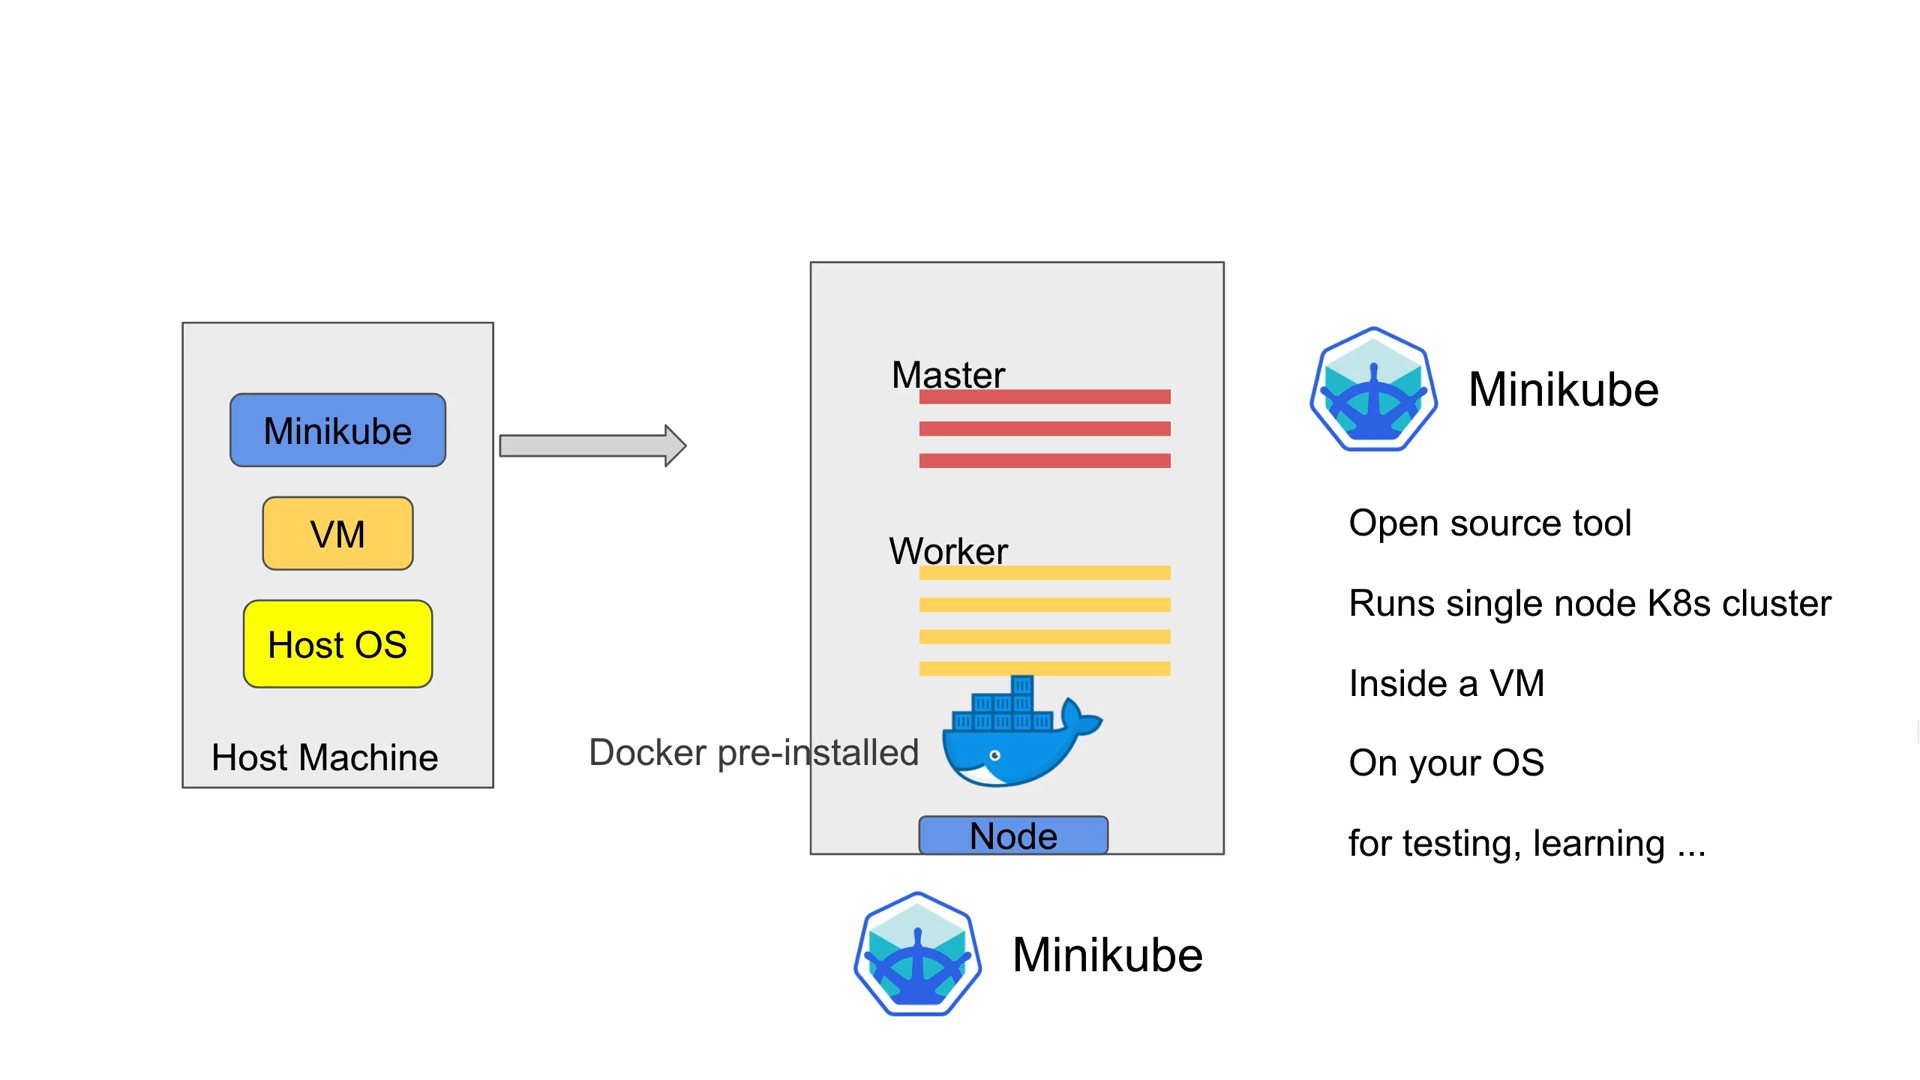 Minikube
VM
Host OS
Host Machine
Master
Worker
Docker pre-installed
Node
Minikube
Minikube
Open source tool
Runs single node K8s cluster
Inside a VM
On your OS
for testing, learning ...